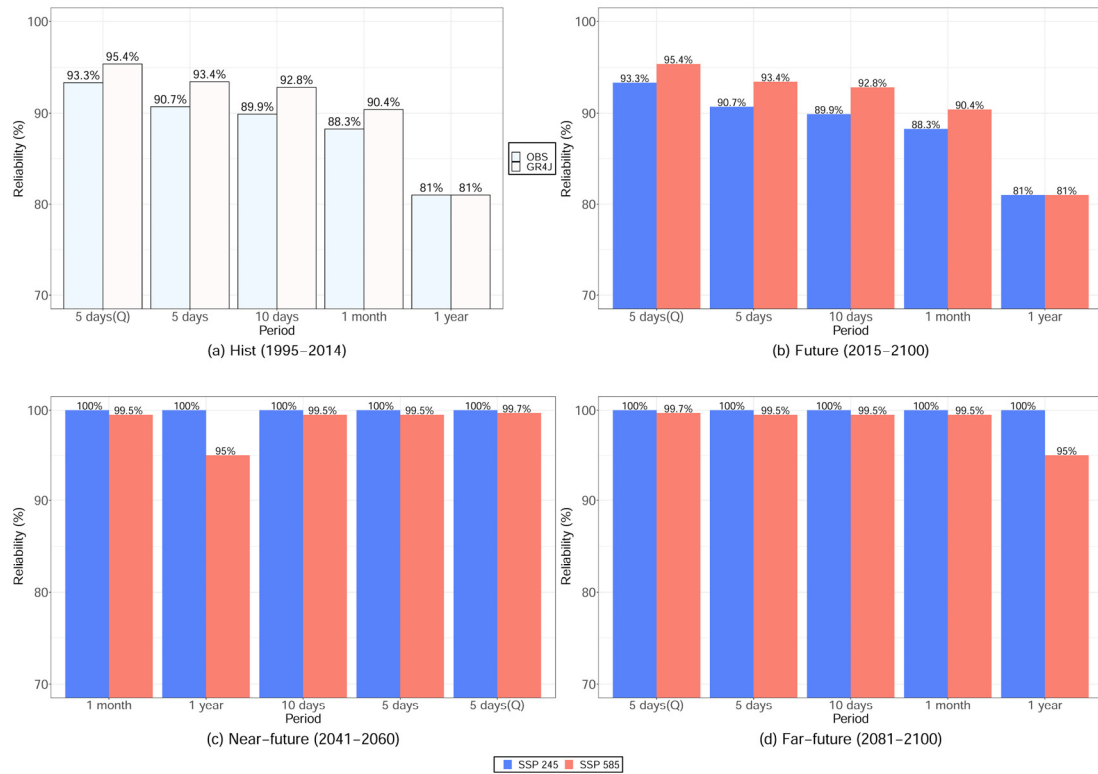 100
90
80
70
Reliability (%)
93.3% 95.4% 90.7% 93.4% 89.9% 92.8% 88.3% 90.4% 81% 81%
5 days(Q) 5 days 10 days 1 month 1 year
Period
(a) Hist (1995−2014)
OBS
GR4J
100
90
80
70
Reliability (%)
93.3% 95.4% 90.7% 93.4% 89.9% 92.8% 88.3% 90.4% 81% 81%
5 days(Q) 5 days 10 days 1 month 1 year
Period
(b) Future (2015−2100)
100
90
80
70
Reliability (%)
100% 99.5% 100% 95% 100% 99.5% 100% 99.5% 100% 99.7%
1 month 1 year 10 days 5 days 5 days(Q)
Period
(c) Near−future (2041−2060)
100
90
80
70
Reliability (%)
100% 99.7% 100% 99.5% 100% 99.5% 100% 99.5% 100% 95%
5 days(Q) 5 days 10 days 1 month 1 year
Period
(d) Far−future (2081−2100)
SSP 245 SSP 585